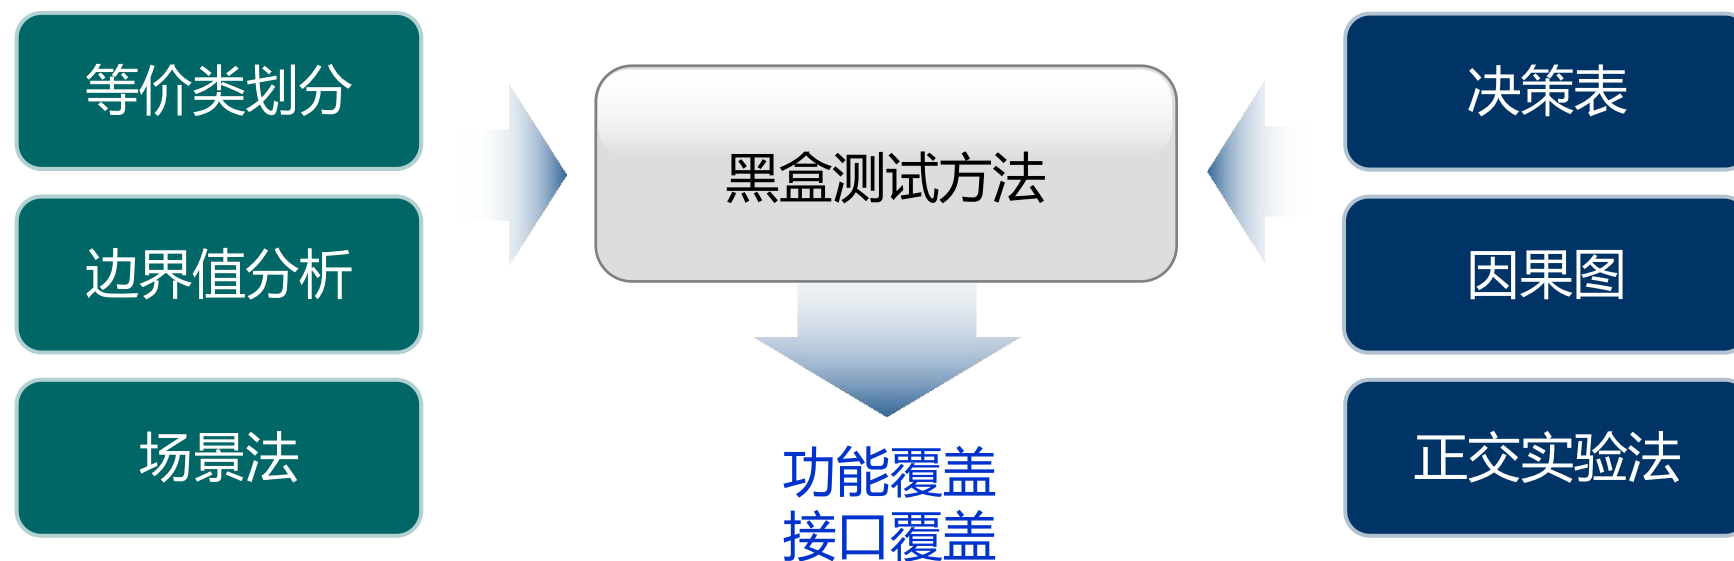 等价类划分
边界值分析
场景法
黑盒测试方法
功能覆盖
接口覆盖
决策表
因果图
正交实验法